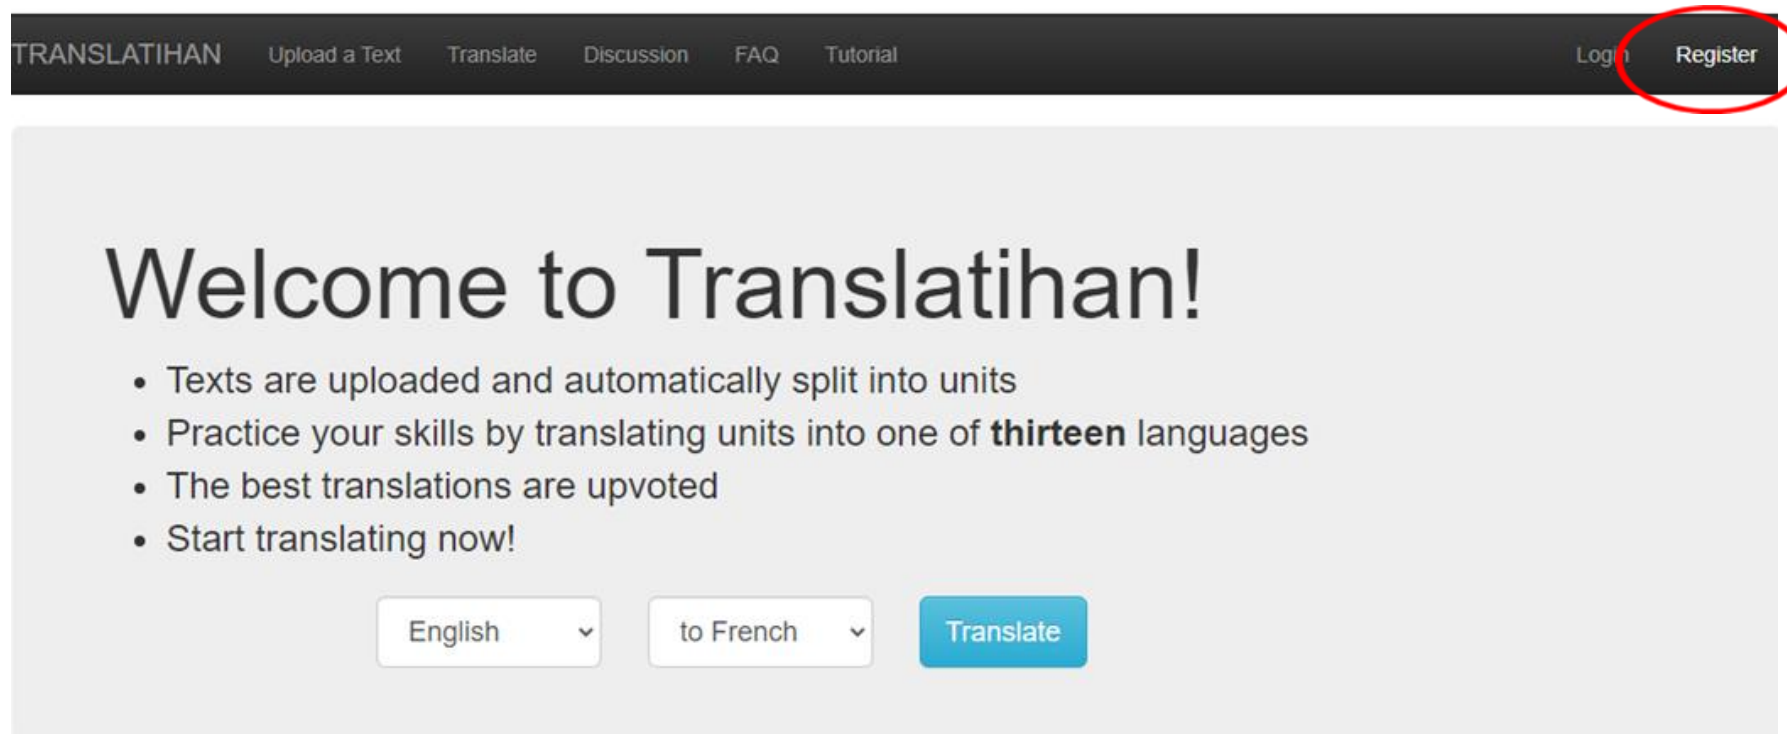 TRANSLATIHAN Upload a Text Translate Discussion FAQ Tutorial Login Register
Welcome to Translatihan!
• Texts are uploaded and automatically split into units
• Practice your skills by translating units into one of thirteen languages
• The best translations are upvoted
• Start translating now!
English to French Translate